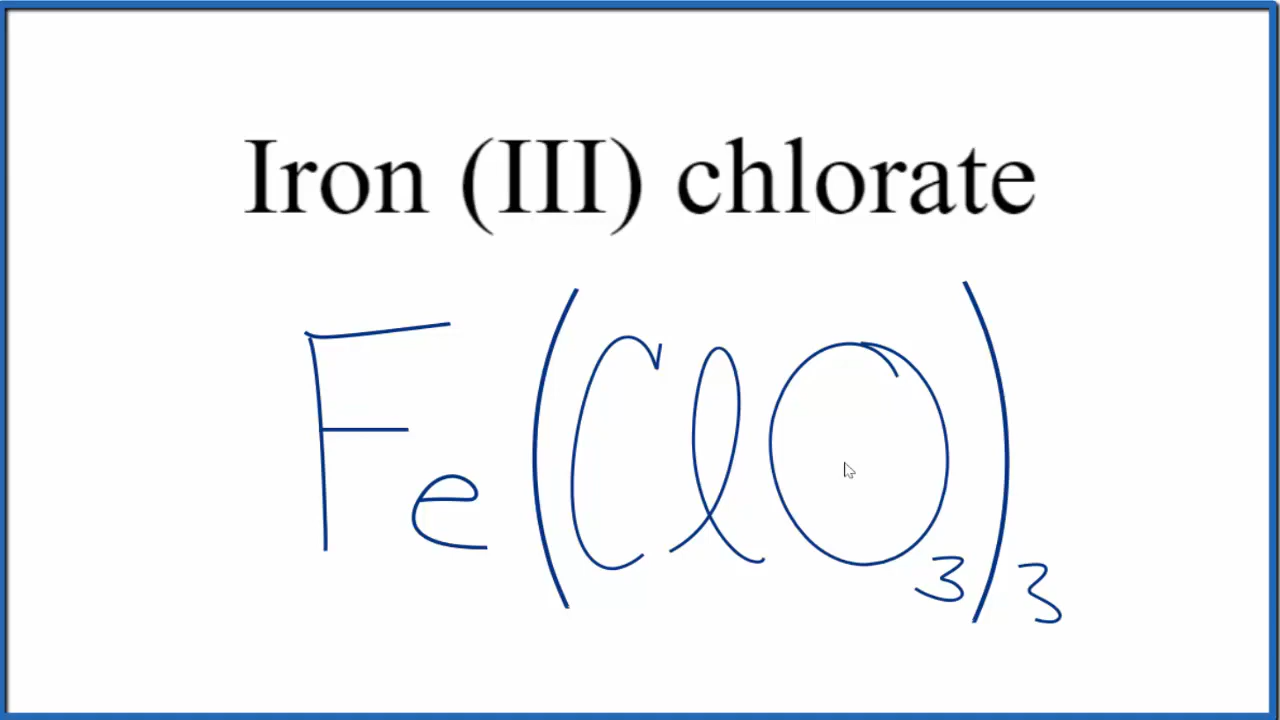 Iron (III) chlorate
Fe(ClO₃)₃